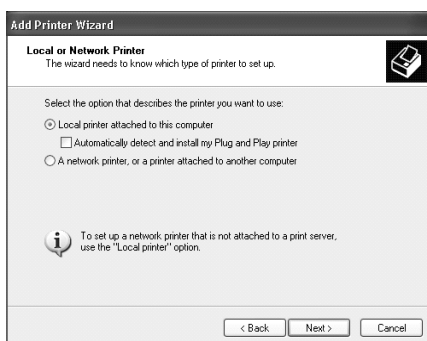 Add Printer Wizard
Local or Network Printer
The wizard needs to know which type of printer to set up.
Select the option that describes the printer you want to use:
Local printer attached to this computer
Automatically detect and install my Plug and Play printer
A network printer, or a printer attached to another computer
To set up a network printer that is not attached to a print server,
use the "Local printer" option.
< Back
Next >
Cancel